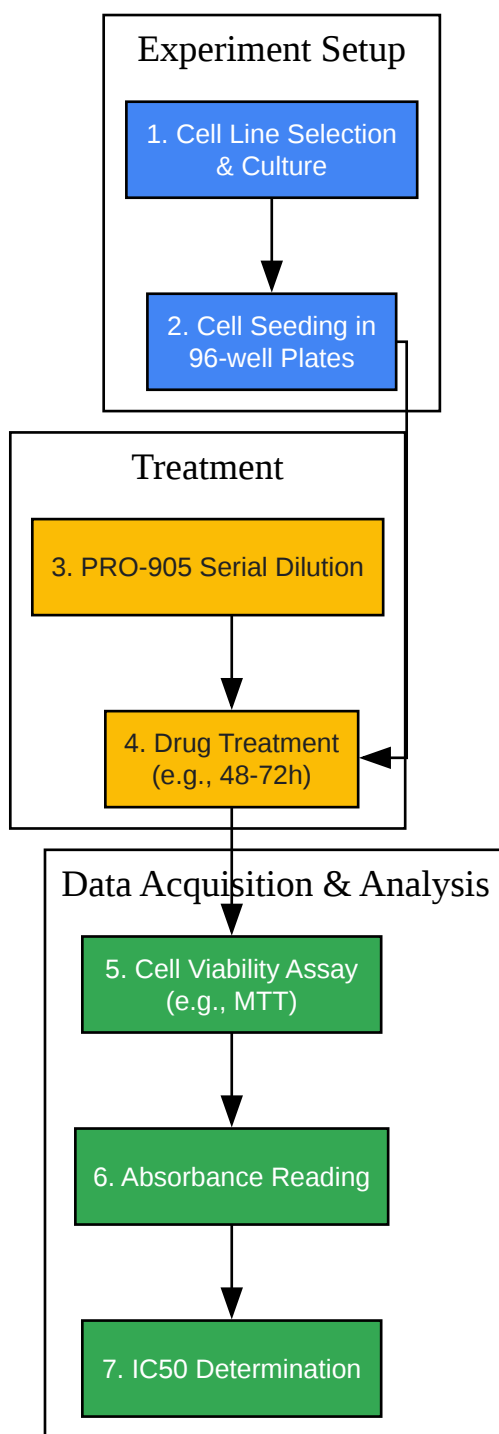 Experiment Setup
1. Cell Line Selection
& Culture
2. Cell Seeding in
96-well Plates
Treatment
3. PRO-905 Serial Dilution
4. Drug Treatment
(e.g., 48-72h)
Data Acquisition & Analysis
5. Cell Viability Assay
(e.g., MTT)
6. Absorbance Reading
7. IC50 Determination